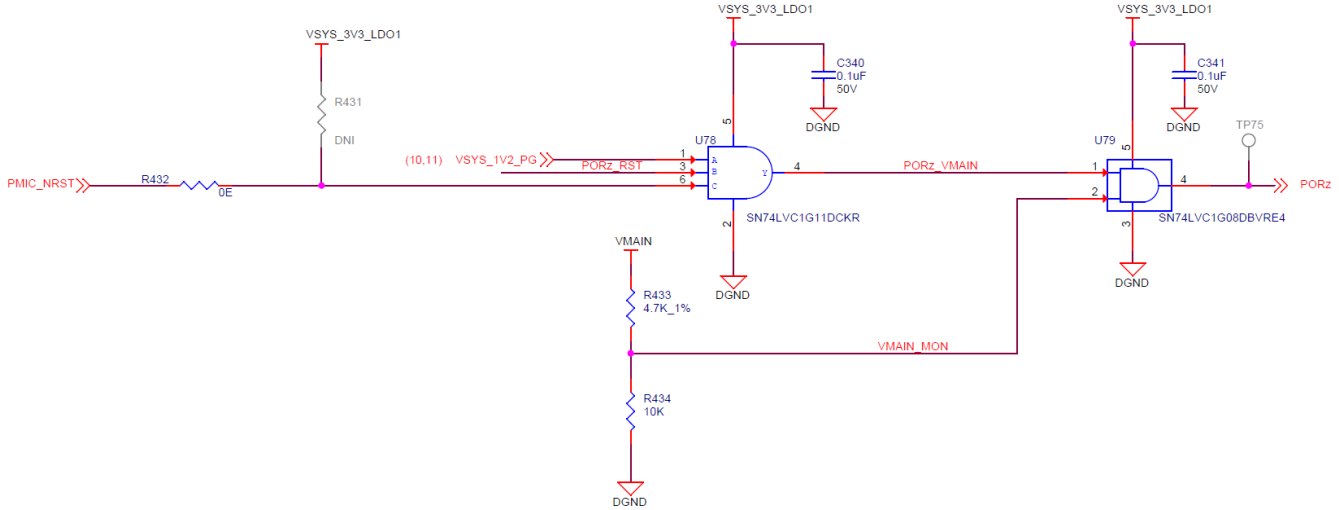 VSYS_3V3_LDO1
VSYS_3V3_LDO1
VSYS_3V3_LDO1
R431
DNI
C340
0.1uF
50V
DGND
C341
0.1uF
50V
DGND
TP75
5
U78
5
U79
(10,11) VSYS_1V2_PG
1
A
PORz_RST
3
B
PMIC_NRST
R432
0E
6
C
Y
4
PORz_VMAIN
1
2
4
PORz
2
SN74LVC1G11DCKR
3
SN74LVC1G08DBVRE4
DGND
DGND
VMAIN
R433
4.7K_1%
VMAIN_MON
R434
10K
DGND